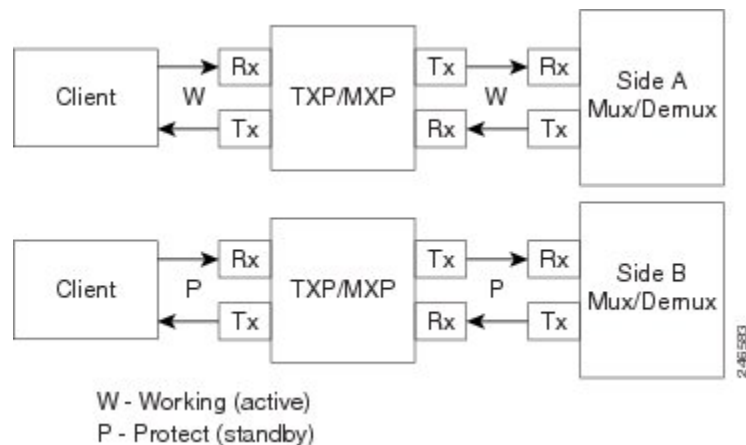 Client
W
Rx
Tx
TXP/MXP
Tx
Rx
W
Rx
Tx
Side A
Mux/Demux
Client
P
Rx
Tx
TXP/MXP
Tx
Rx
P
Rx
Tx
Side B
Mux/Demux
246583
W - Working (active)
P - Protect (standby)